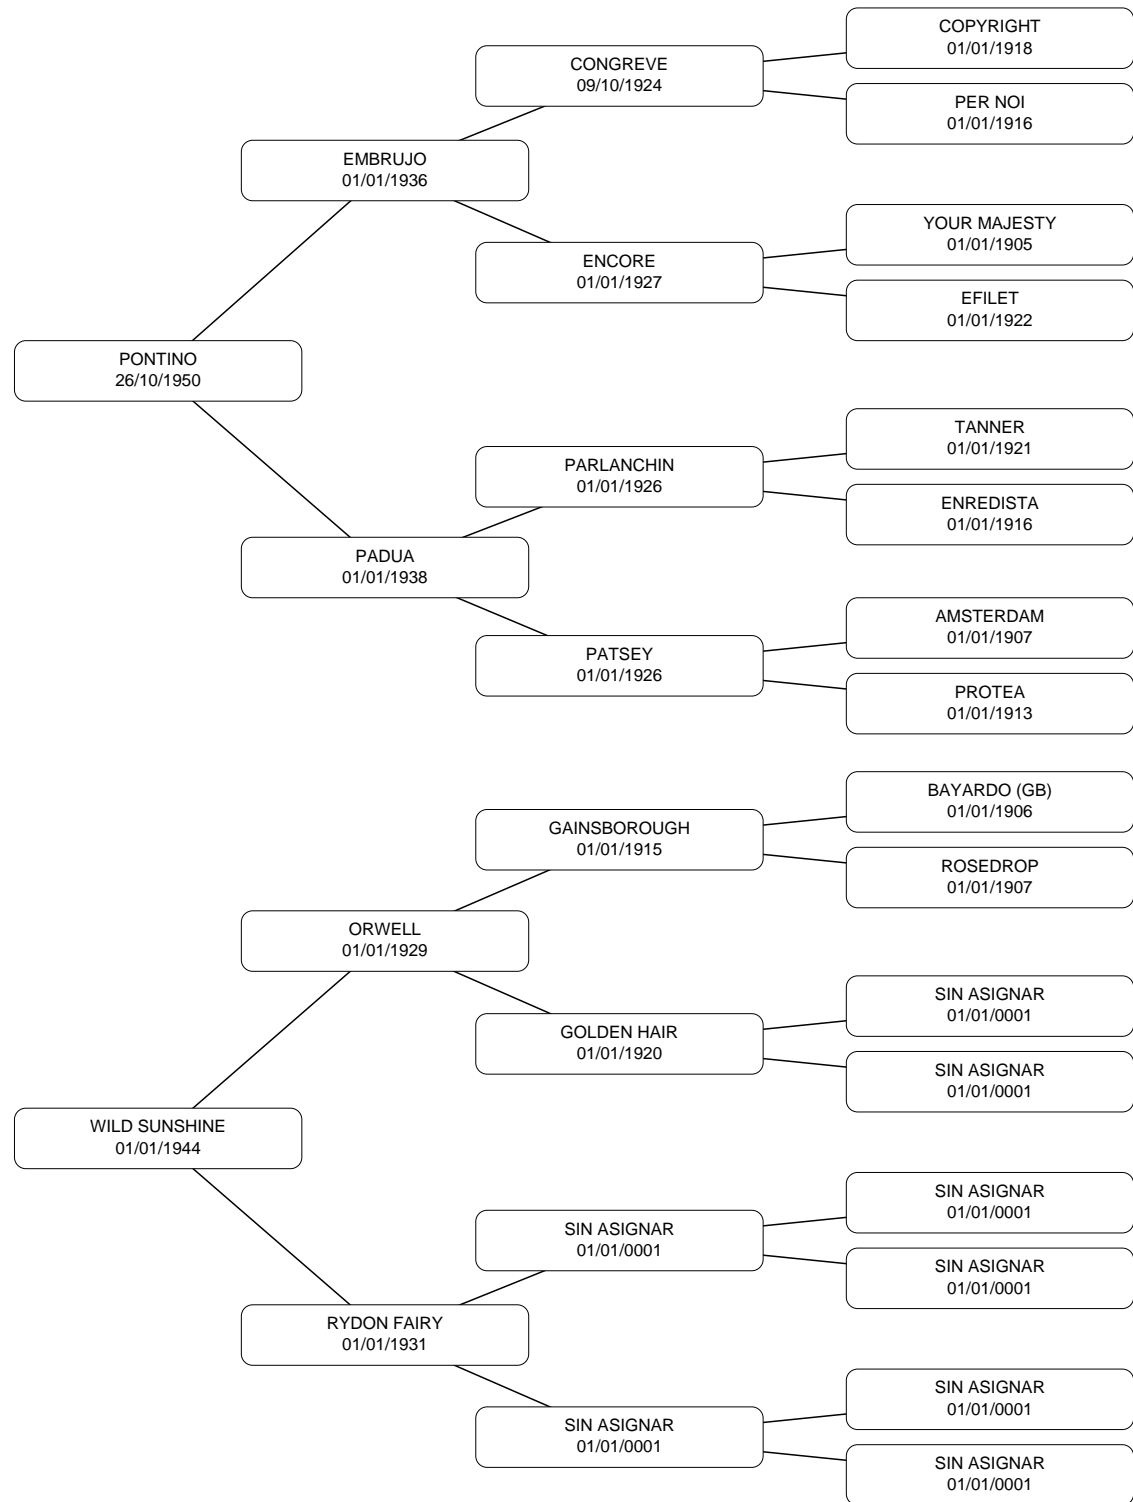 COPYRIGHT
01/01/1918
CONGREVE
09/10/1924
PER NOI
01/01/1916
EMBRUJO
01/01/1936
YOUR MAJESTY
01/01/1905
ENCORE
01/01/1927
EFILET
01/01/1922
PONTINO
26/10/1950
TANNER
01/01/1921
PARLANCHIN
01/01/1926
ENREDISTA
01/01/1916
PADUA
01/01/1938
AMSTERDAM
01/01/1907
PATSEY
01/01/1926
PROTEA
01/01/1913
BAYARDO (GB)
01/01/1906
GAINSBOROUGH
01/01/1915
ROSEDROP
01/01/1907
ORWELL
01/01/1929
SIN ASIGNAR
01/01/0001
GOLDEN HAIR
01/01/1920
SIN ASIGNAR
01/01/0001
WILD SUNSHINE
01/01/1944
SIN ASIGNAR
01/01/0001
SIN ASIGNAR
01/01/0001
SIN ASIGNAR
01/01/0001
RYDON FAIRY
01/01/1931
SIN ASIGNAR
01/01/0001
SIN ASIGNAR
01/01/0001
SIN ASIGNAR
01/01/0001